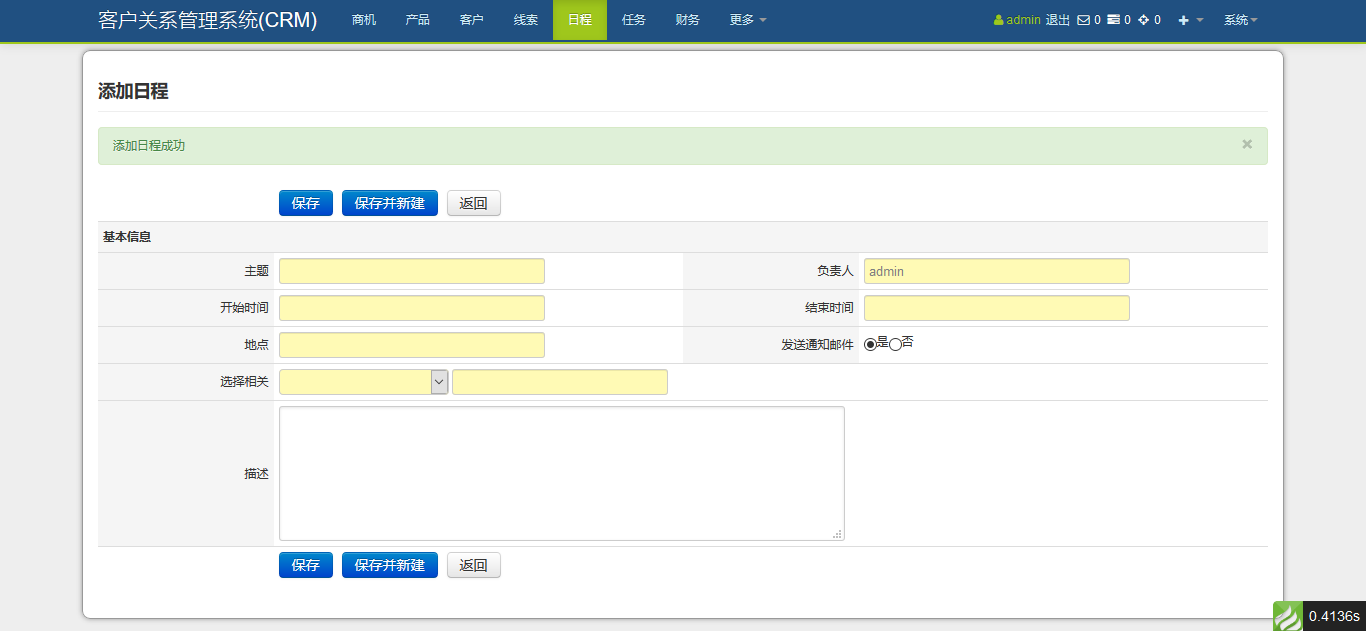 客户关系管理系统(CRM) 商机 产品 客户 线索 日程 任务 财务 更多 admin 退出 0 0 0 系统
添加日程
添加日程成功 ×
保存 保存并新建 返回
基本信息
主题 负责人 admin
开始时间 结束时间
地点 发送通知邮件 是 否
选择相关
描述
保存 保存并新建 返回
0.4136s